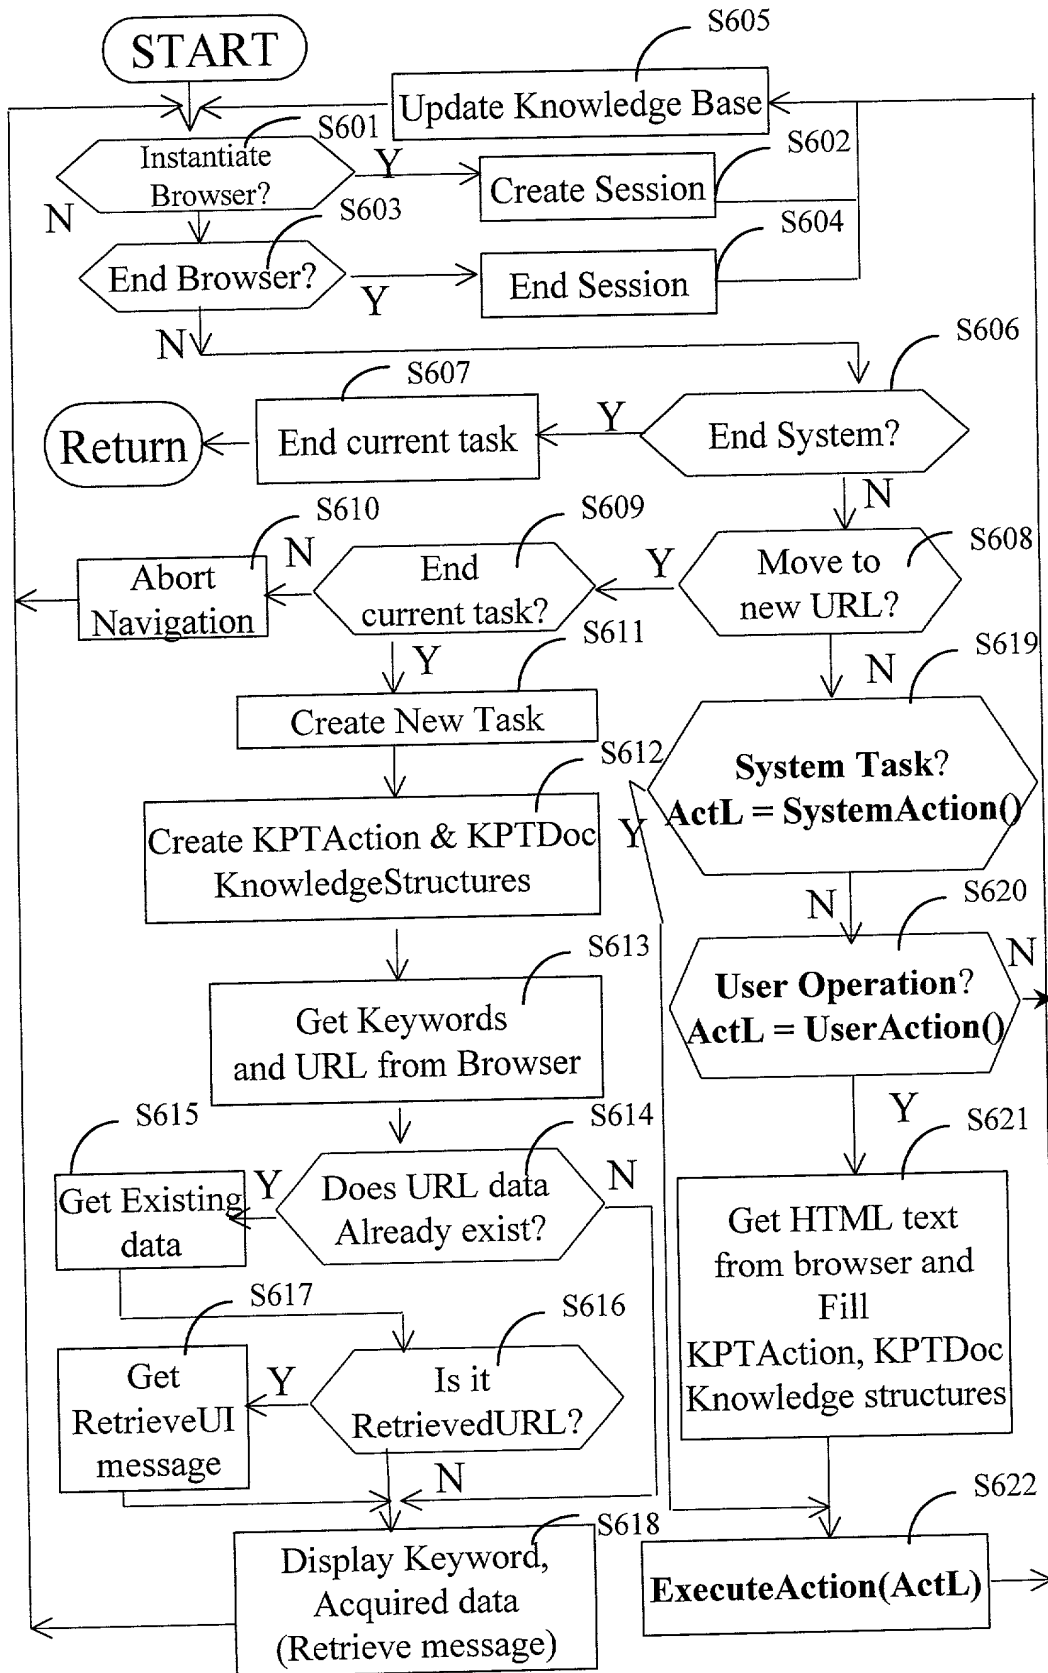 START
S605
Update Knowledge Base
S601
Instantiate
Browser?
Y
N
S602
Create Session
S603
End Browser?
Y
N
S604
End Session
S606
End System?
Y
N
S607
End current task
Return
S608
Move to
new URL?
Y
N
S609
End
current task?
N
Y
S610
Abort
Navigation
S611
Create New Task
S612
Create KPTAction & KPTDoc
KnowledgeStructures
S619
System Task?
ActL = SystemAction()
Y
N
S620
User Operation?
ActL = UserAction()
N
Y
S613
Get Keywords
and URL from Browser
S614
Does URL data
Already exist?
Y
N
S615
Get Existing
data
S621
Get HTML text
from browser and
Fill
KPTAction, KPTDoc
Knowledge structures
S616
Is it
RetrievedURL?
Y
N
S617
Get
RetrieveUI
message
S618
Display Keyword,
Acquired data
(Retrieve message)
S622
ExecuteAction(ActL)